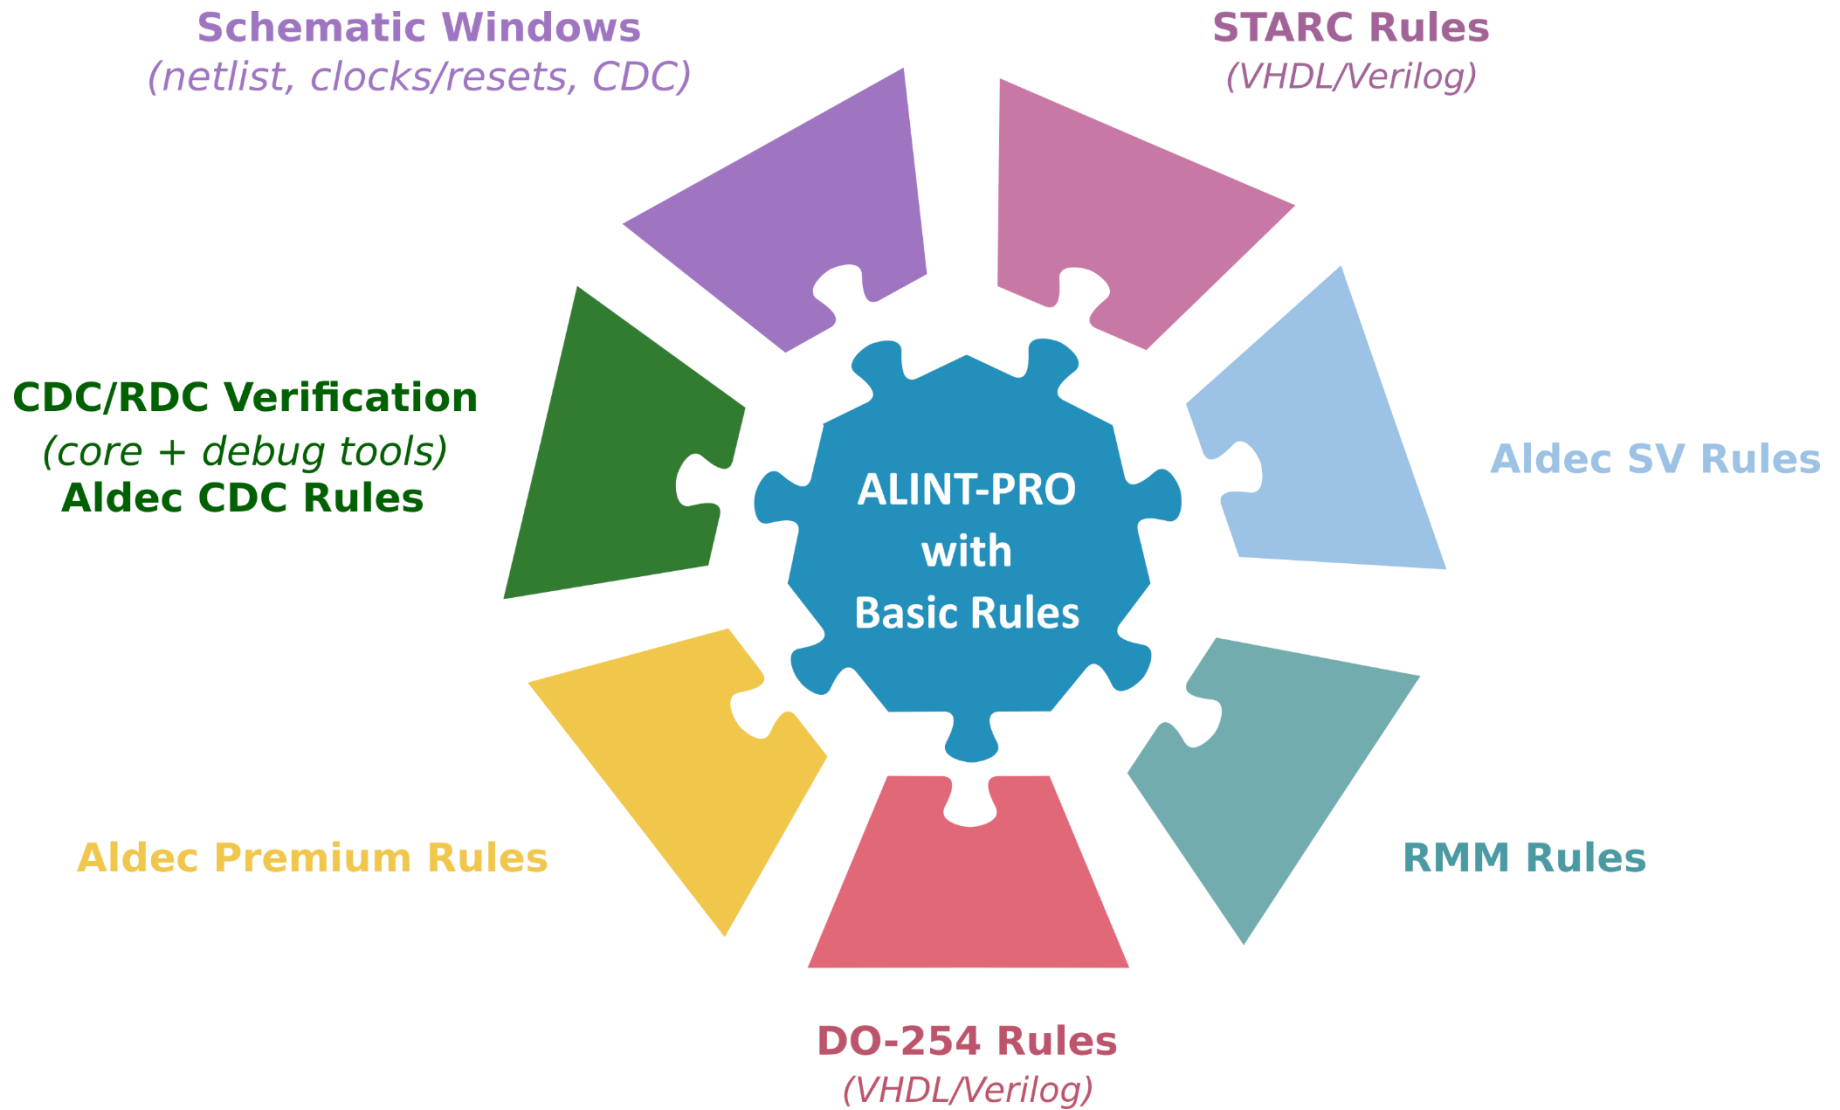 Schematic Windows
(netlist, clocks/resets, CDC)
STARC Rules
(VHDL/Verilog)
CDC/RDC Verification
(core + debug tools)
Aldec CDC Rules
Aldec SV Rules
ALINT-PRO
with
Basic Rules
Aldec Premium Rules
RMM Rules
DO-254 Rules
(VHDL/Verilog)